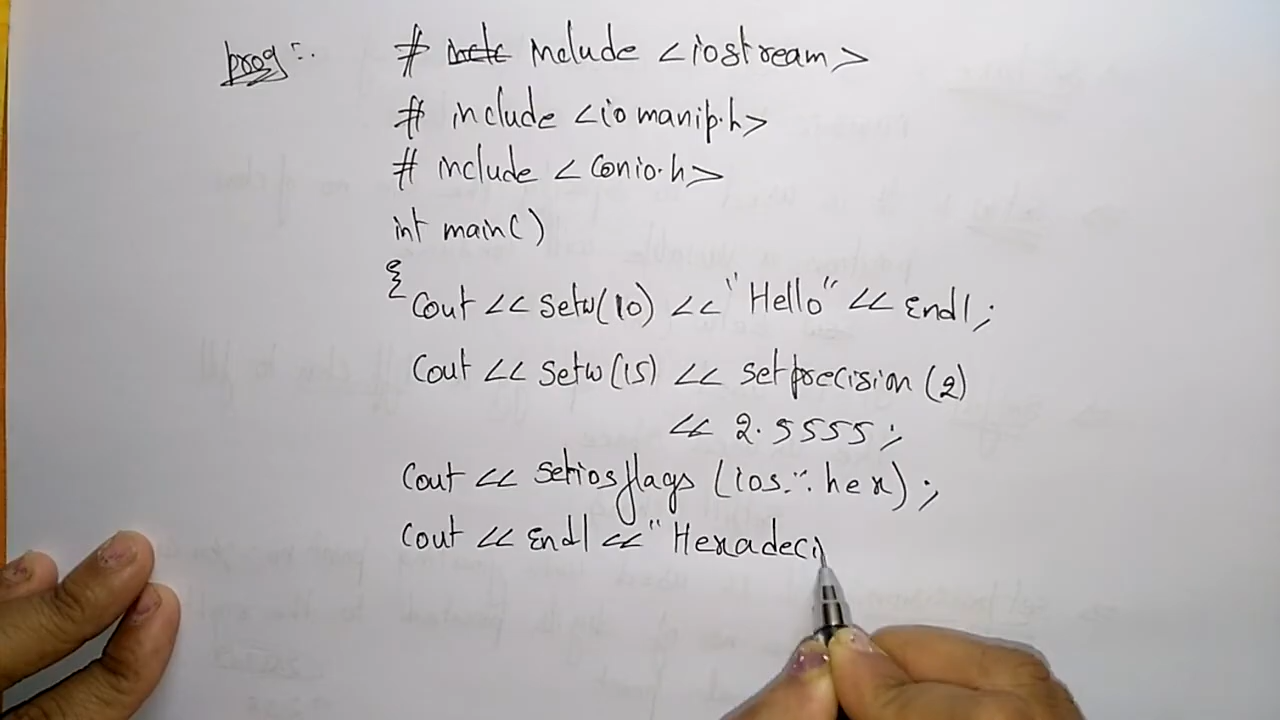 prog:-
# include <iostream>
# include <iomanip.h>
# include <conio.h>
int main()
{
cout << setw(10) << "Hello" << endl;
cout << setw(15) << setprecision (2)
<< 2.5555;
cout << setiosflags (ios::hex);
cout << endl << "Hexadeci